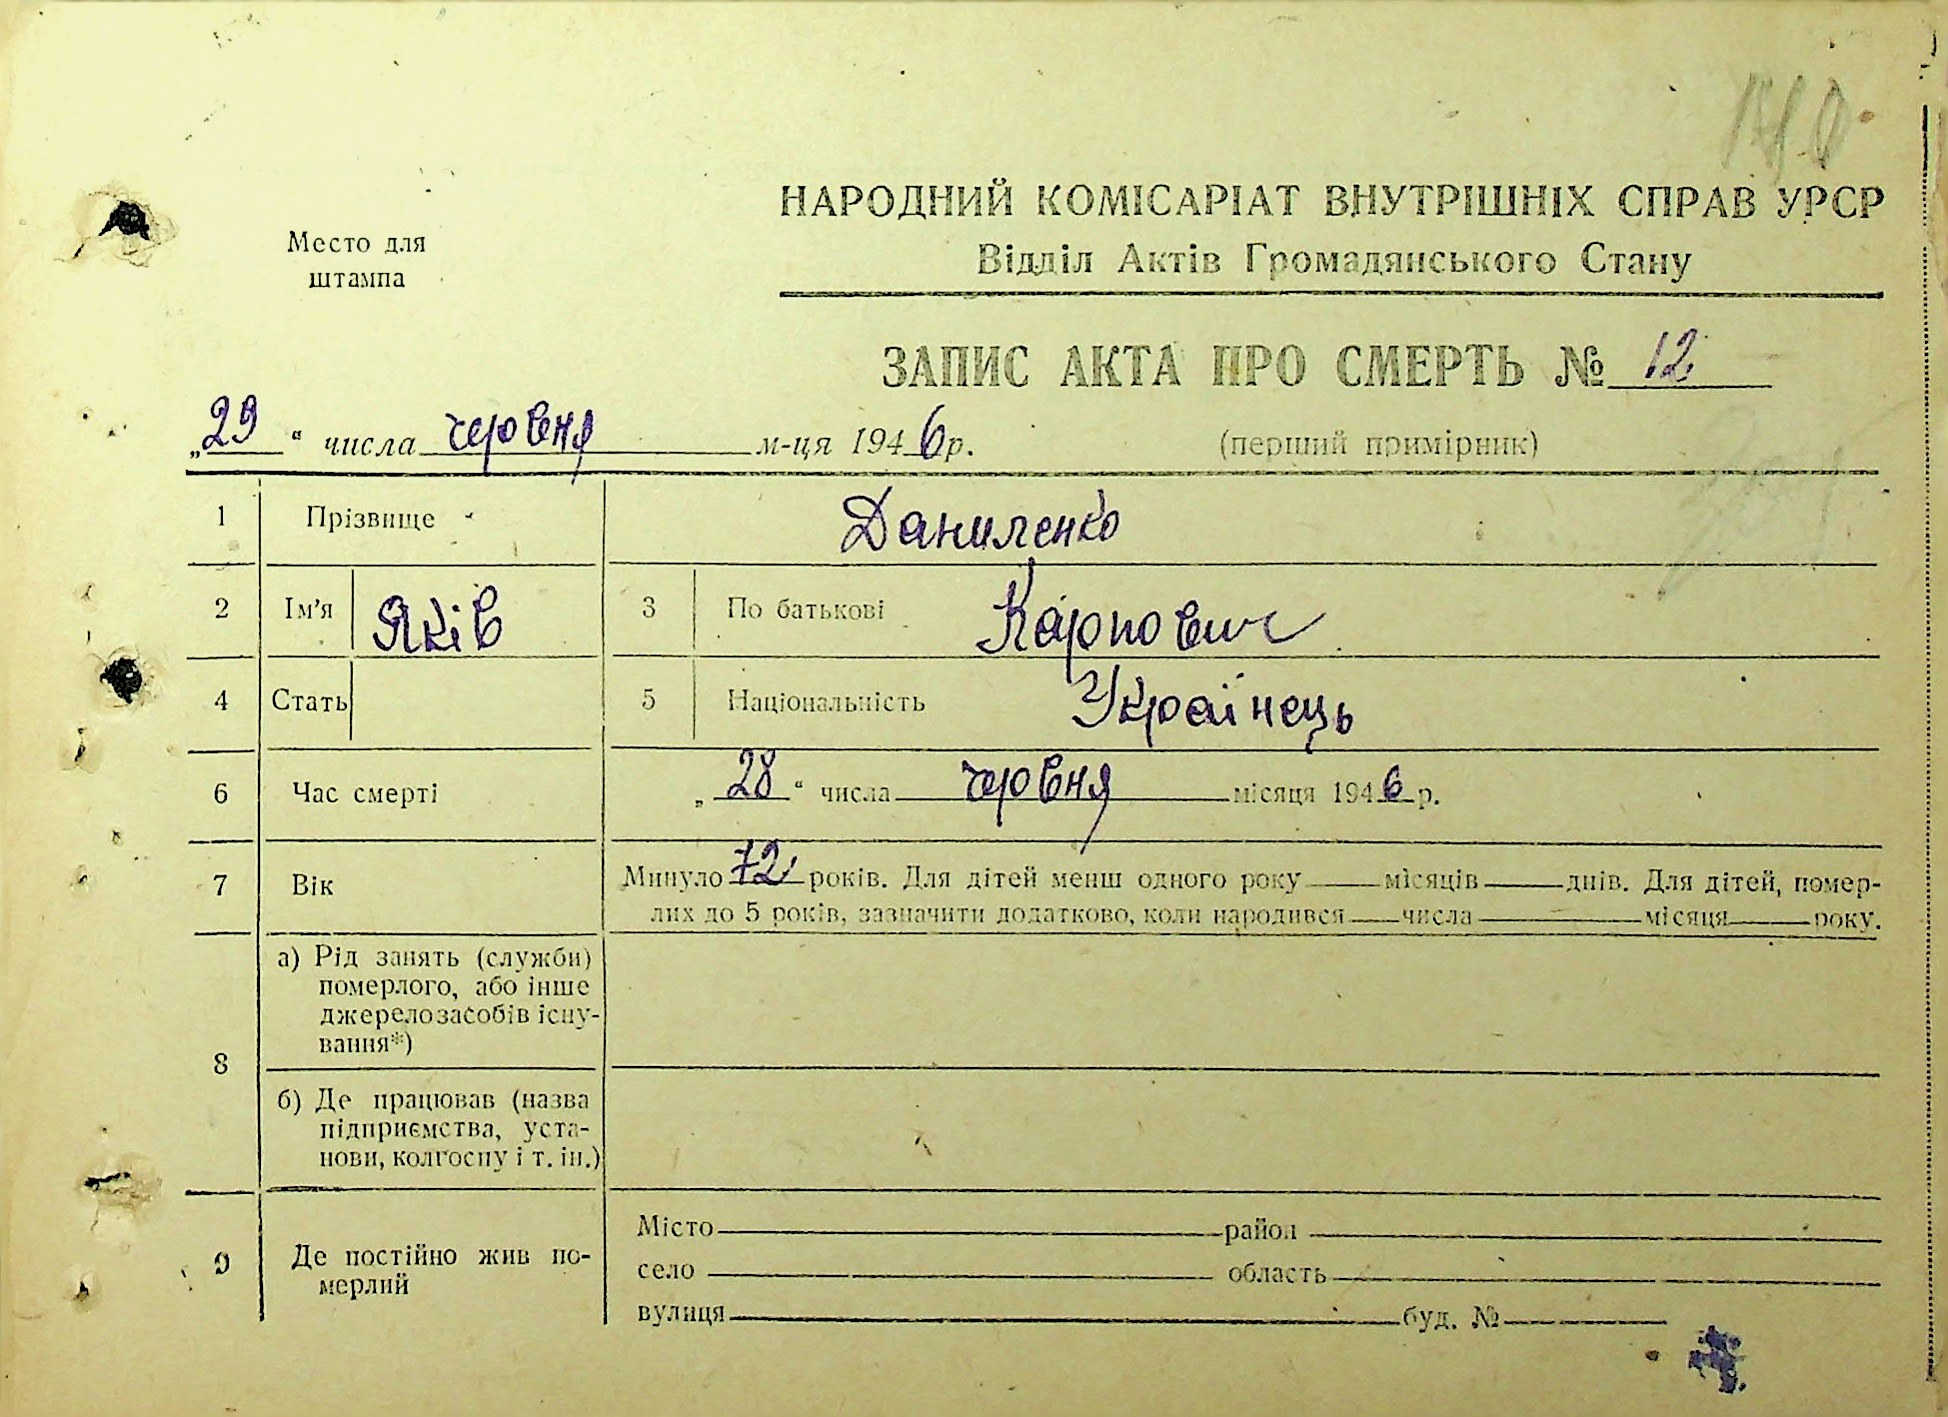 НАРОДНИЙ КОМІСАРІАТ ВНУТРІШНІХ СПРАВ УРСР
Место для
штампа
Відділ Актів Громадянського Стану
ЗАПИС АКТА ПРО СМЕРТЬ № 12
„29“ числа червня м-ця 1946 р.
(перший примірник)
1 Прізвище Даниленко
2 Ім’я Яків 3 По батькові Карпович
4 Стать 5 Національність Українець
6 Час смерті „28“ числа червня місяця 1946 р.
7 Вік Минуло 72 років. Для дітей менш одного року місяців днів. Для дітей, помер-
лих до 5 років, зазначити додатково, коли народився числа місяця року.
8
а) Рід занять (служби)
померлого, або інше
джерело засобів існу-
вання*)
б) Де працював (назва
підприємства, уста-
нови, колгоспу і т. ін.)
9 Де постійно жив по-
мерлий
Місто район
село область
вулиця буд. №